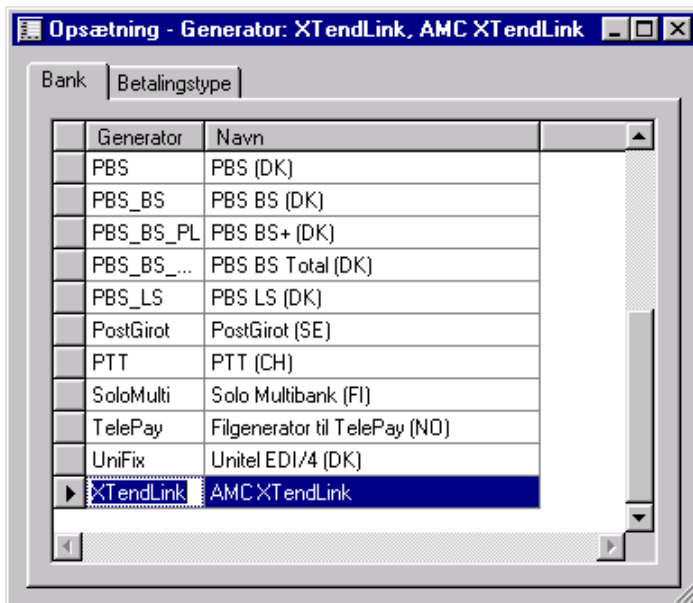 Opsætning - Generator: XTendLink, AMC XTendLink
Bank Betalingstype
Generator Navn
PBS PBS (DK)
PBS_BS PBS BS (DK)
PBS_BS_PL PBS BS+ (DK)
PBS_BS_... PBS BS Total (DK)
PBS_LS PBS LS (DK)
PostGirot PostGirot (SE)
PTT PTT (CH)
SoloMulti Solo Multibank (FI)
TelePay Filgenerator til TelePay (NO)
UniFix Unitel EDI/4 (DK)
XTendLink AMC XTendLink